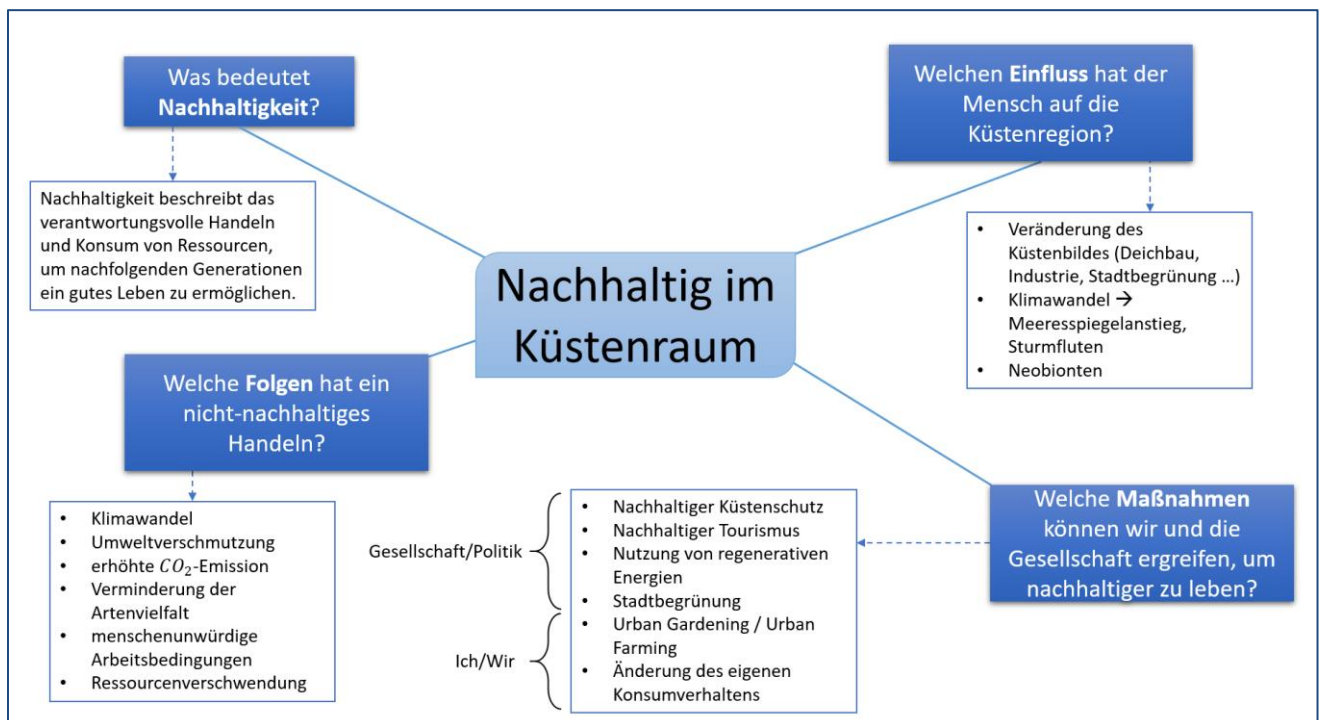 Was bedeutet
Nachhaltigkeit?
Nachhaltigkeit beschreibt das
verantwortungsvolle Handeln
und Konsum von Ressourcen,
um nachfolgenden Generationen
ein gutes Leben zu ermöglichen.
Welchen Einfluss hat der
Mensch auf die
Küstenregion?
• Veränderung des
Küstenbildes (Deichbau,
Industrie, Stadtbegrünung ...)
• Klimawandel →
Meeresspiegelanstieg,
Sturmfluten
• Neobionten
Nachhaltig im
Küstenraum
Welche Folgen hat ein
nicht-nachhaltiges
Handeln?
• Klimawandel
• Umweltverschmutzung
• erhöhte CO₂-Emission
• Verminderung der
Artenvielfalt
• menschenunwürdige
Arbeitsbedingungen
• Ressourcenverschwendung
Welche Maßnahmen
können wir und die
Gesellschaft ergreifen, um
nachhaltiger zu leben?
Gesellschaft/Politik
• Nachhaltiger Küstenschutz
• Nachhaltiger Tourismus
• Nutzung von regenerativen
Energien
• Stadtbegrünung
Ich/Wir
• Urban Gardening / Urban
Farming
• Änderung des eigenen
Konsumverhaltens